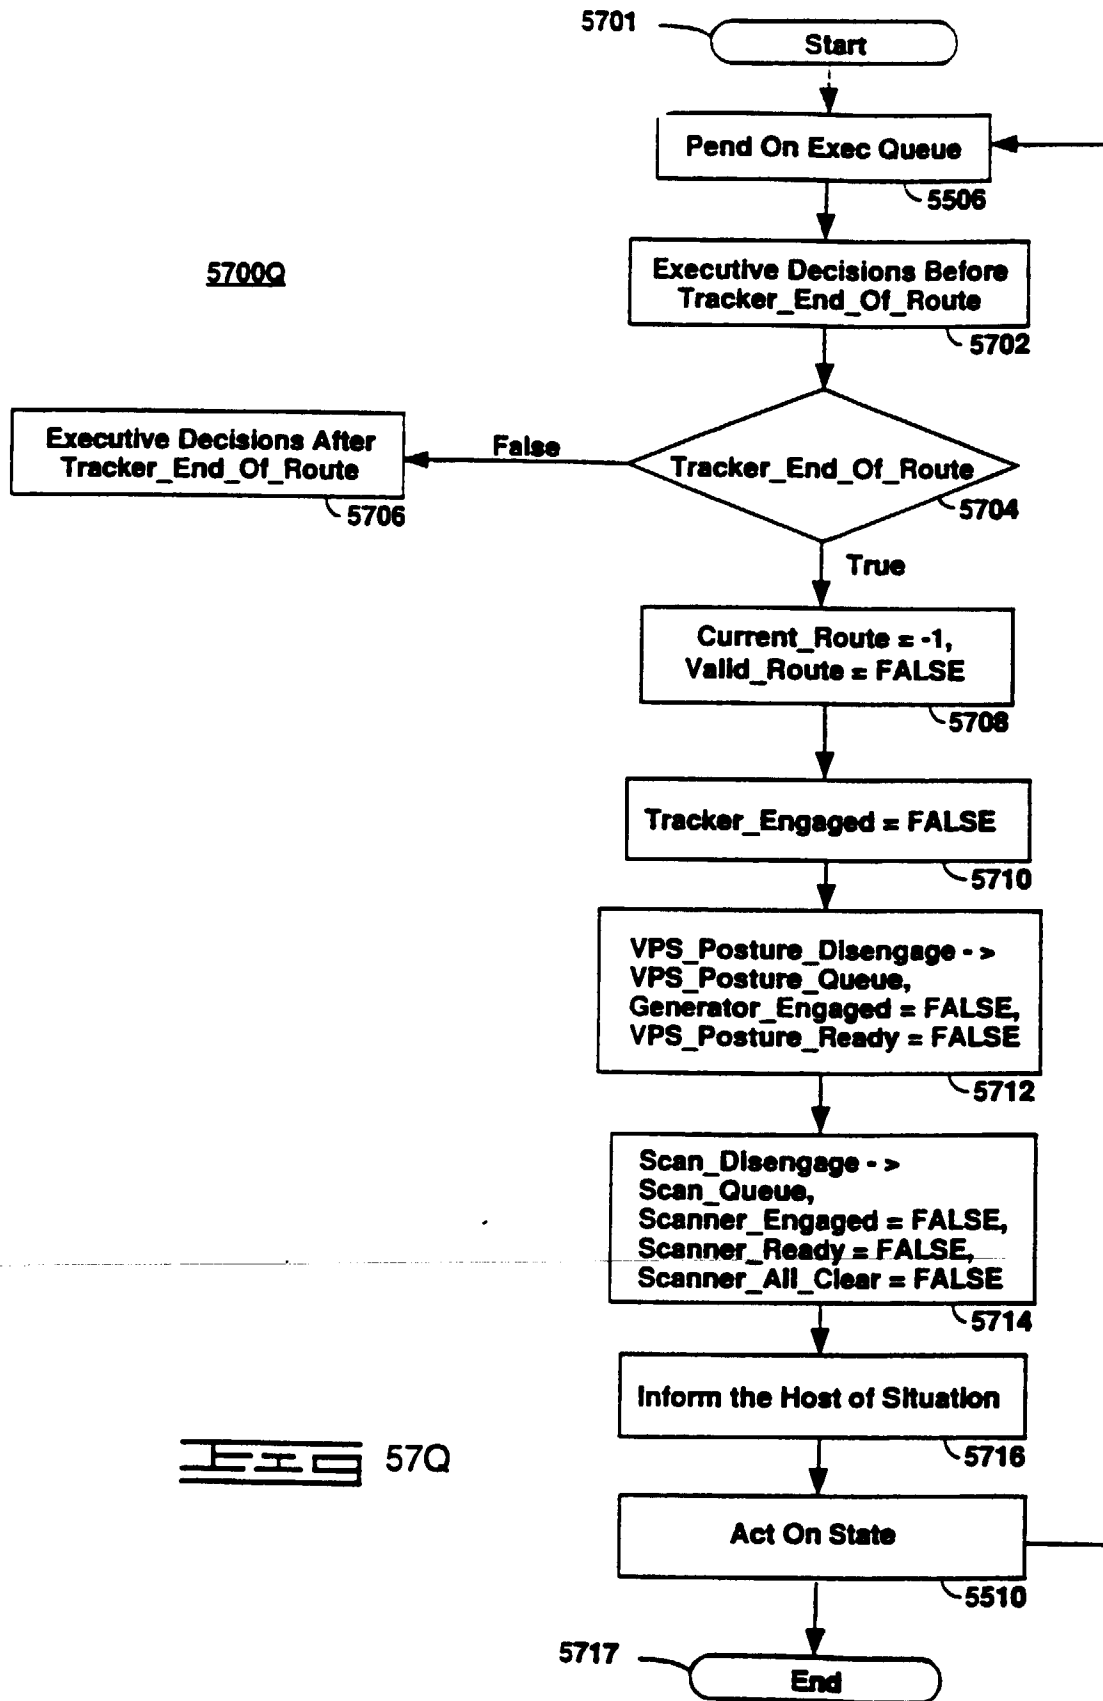 5701
Start
Pend On Exec Queue
5506
5700Q
Executive Decisions Before
Tracker_End_Of_Route
5702
Executive Decisions After
Tracker_End_Of_Route
5706
False
Tracker_End_Of_Route
5704
True
Current_Route = -1,
Valid_Route = FALSE
5708
Tracker_Engaged = FALSE
5710
VPS_Posture_Disengage - >
VPS_Posture_Queue,
Generator_Engaged = FALSE,
VPS_Posture_Ready = FALSE
5712
Scan_Disengage - >
Scan_Queue,
Scanner_Engaged = FALSE,
Scanner_Ready = FALSE,
Scanner_All_Clear = FALSE
5714
Inform the Host of Situation
5716
FIG 57Q
Act On State
5510
5717
End